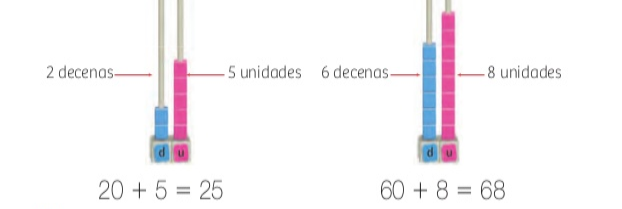 2 decenas 5 unidades 6 decenas 8 unidades
d u d u
20 + 5 = 25 60 + 8 = 68